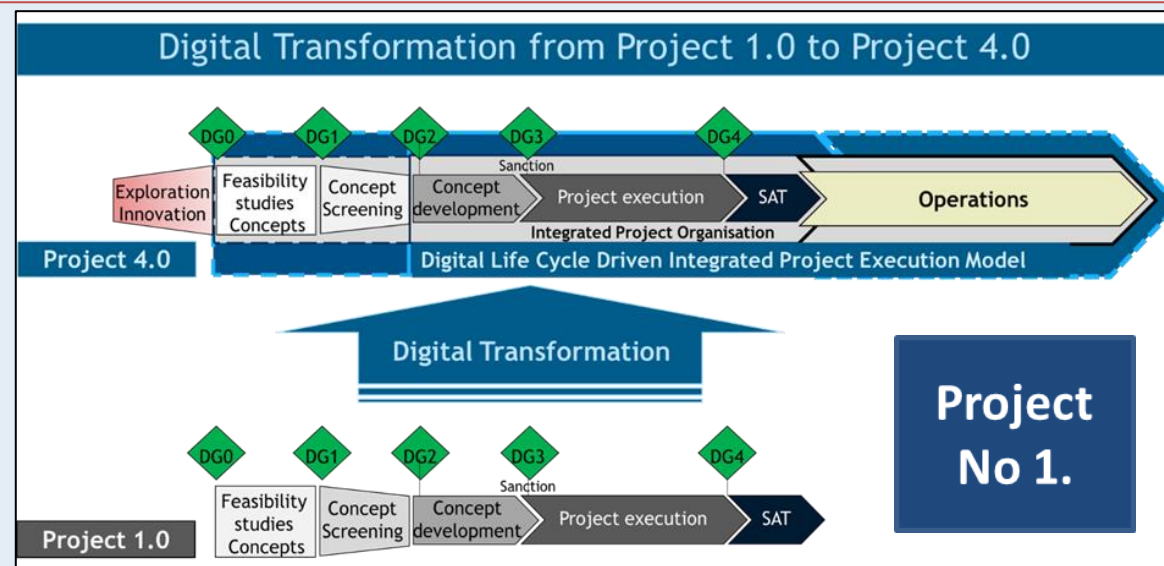 Digital Transformation from Project 1.0 to Project 4.0
DG0
DG1
DG2
DG3
DG4
Sanction
Exploration
Innovation
Feasibility
studies
Concepts
Concept
Screening
Concept
development
Project execution
SAT
Operations
Integrated Project Organisation
Project 4.0
Digital Life Cycle Driven Integrated Project Execution Model
Digital Transformation
Project
No 1.
DG0
DG1
DG2
DG3
DG4
Sanction
Feasibility
studies
Concepts
Concept
Screening
Concept
development
Project execution
SAT
Project 1.0